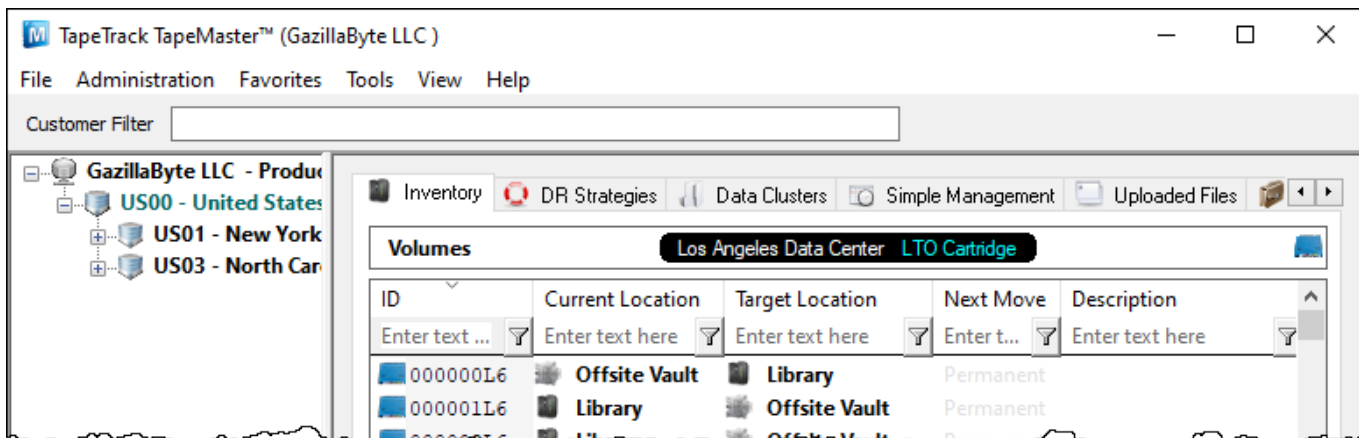 TapeTrack TapeMaster™ (GazillaByte LLC )
File Administration Favorites Tools View Help
Customer Filter
GazillaByte LLC - Produc
US00 - United States
US01 - New York
US03 - North Car
Inventory DR Strategies Data Clusters Simple Management Uploaded Files
Volumes Los Angeles Data Center LTO Cartridge
ID Current Location Target Location Next Move Description
Enter text ... Enter text here Enter text here Enter t... Enter text here
000000L6 Offsite Vault Library Permanent
000001L6 Library Offsite Vault Permanent